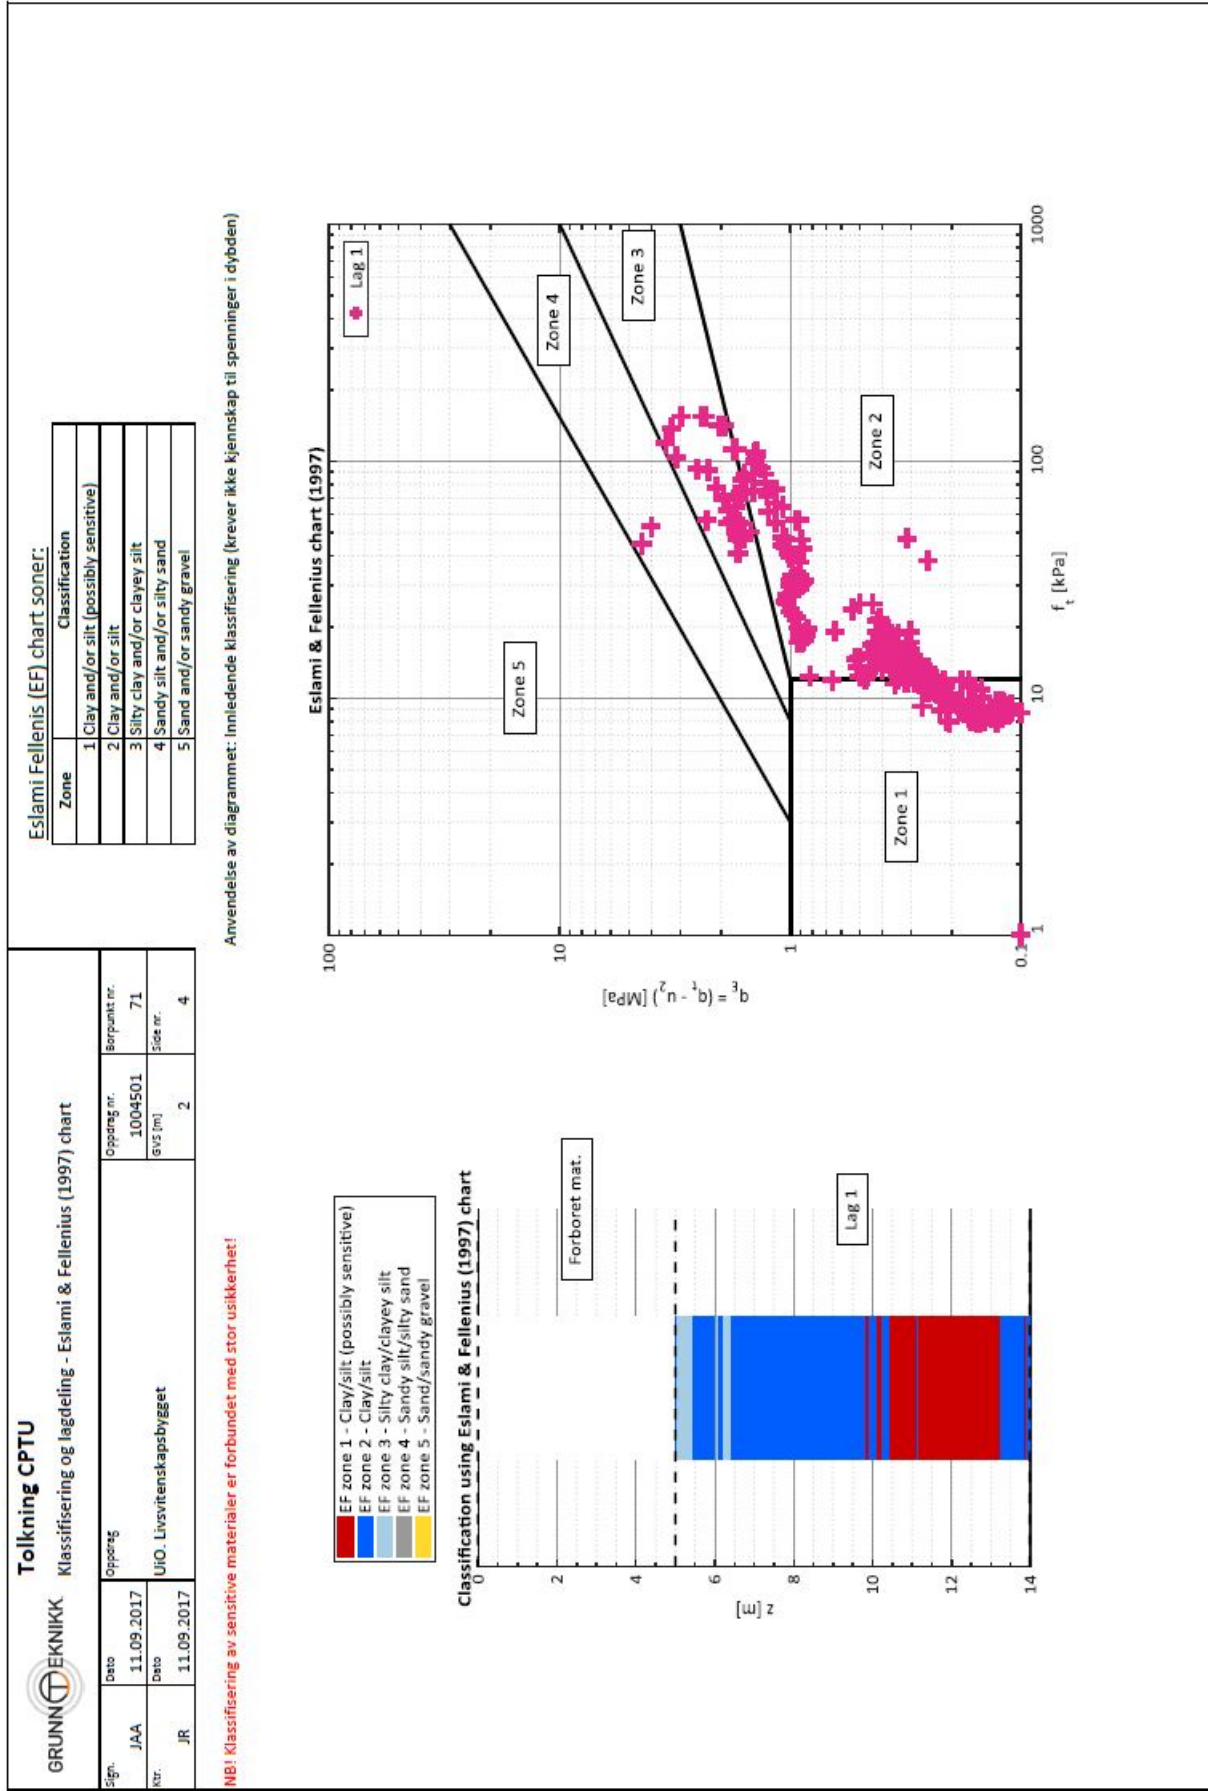 Tolkning CPTU
GRUNNTEKNIKK
Klassifisering og lagdeling - Eslami & Fellenius (1997) chart
Sign. Dato Oppdrag Oppdrag nr. Borpunkt nr.
JAA 11.09.2017 1004501 71
Ktr. Dato UiO. Livsvitenskapsbygget GVS [m] Side nr.
JR 11.09.2017 2 4
Eslami Fellenis (EF) chart soner:
Zone Classification
1 Clay and/or silt (possibly sensitive)
2 Clay and/or silt
3 Silty clay and/or clayey silt
4 Sandy silt and/or silty sand
5 Sand and/or sandy gravel
NB! Klassifisering av sensitive materialer er forbundet med stor usikkerhet!
Anvendelse av diagrammet: Innledende klassifisering (krever ikke kjennskap til spenninger i dybden)
EF zone 1 - Clay/silt (possibly sensitive)
EF zone 2 - Clay/silt
EF zone 3 - Silty clay/clayey silt
EF zone 4 - Sandy silt/silty sand
EF zone 5 - Sand/sandy gravel
Classification using Eslami & Fellenius (1997) chart
0
2
4
6
8
10
12
14
z [m]
Forboret mat.
Lag 1
Eslami & Fellenius chart (1997)
Lag 1
100
10
1
0.1
qE = (qt - u2) [MPa]
Zone 5
Zone 4
Zone 3
Zone 2
Zone 1
1 10 100 1000
ft [kPa]